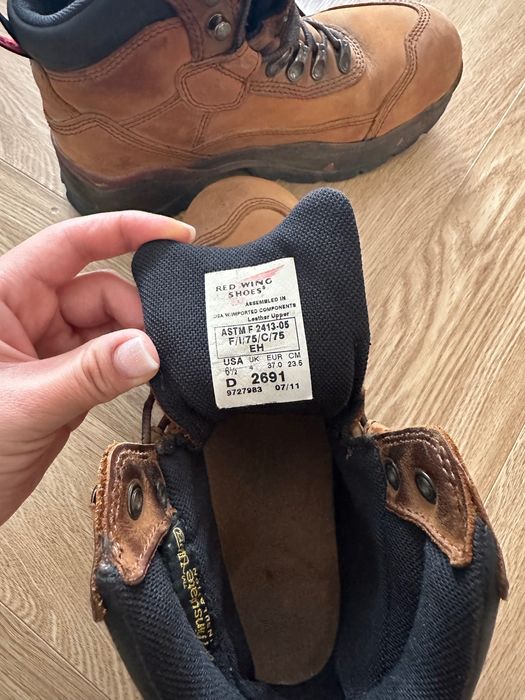 RED WING
SHOES®
ASSEMBLED IN
USA W/IMPORTED COMPONENTS
Leather Upper
ASTM F 2413-05
F/I/75/C/75
EH
USA UK EUR CM
6½ 4 37.0 23.5
D 2691
9727983 07/11